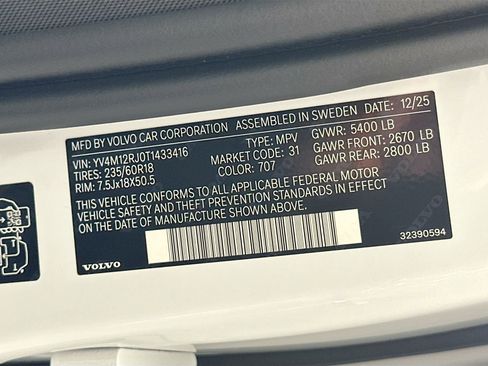 MFD BY VOLVO CAR CORPORATION ASSEMBLED IN SWEDEN DATE: 12/25
VIN: YV4M12RJ0T1433416 TYPE: MPV GVWR: 5400 LB
TIRES: 235/60R18 MARKET CODE: 31 GAWR FRONT: 2670 LB
RIM: 7.5Jx18X50.5 COLOR: 707 GAWR REAR: 2800 LB
THIS VEHICLE CONFORMS TO ALL APPLICABLE FEDERAL MOTOR
VEHICLE SAFETY AND THEFT PREVENTION STANDARDS IN EFFECT
ON THE DATE OF MANUFACTURE SHOWN ABOVE.
VOLVO 32390594